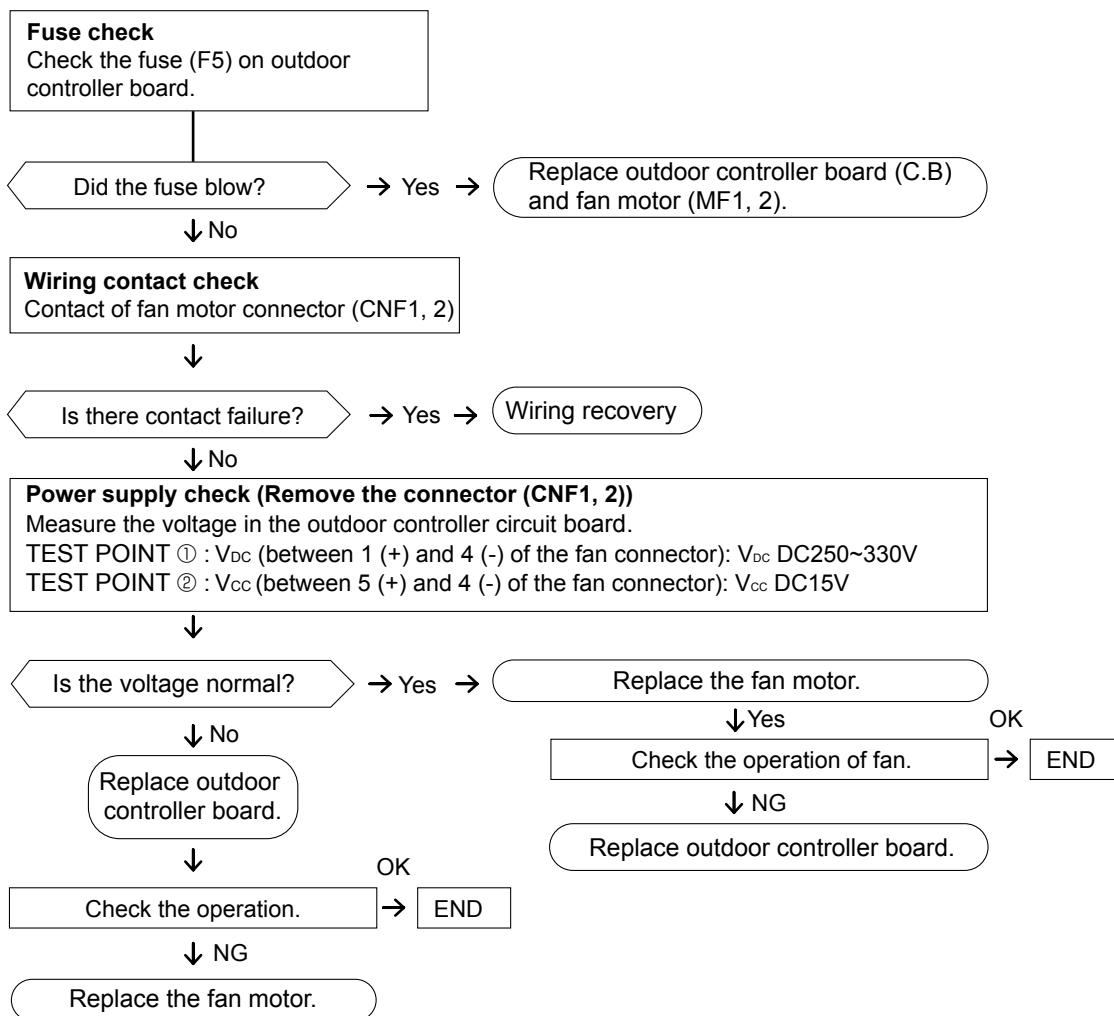 Fuse check
Check the fuse (F5) on outdoor
controller board.
Did the fuse blow?
Yes
Replace outdoor controller board (C.B)
and fan motor (MF1, 2).
No
Wiring contact check
Contact of fan motor connector (CNF1, 2)
Is there contact failure?
Yes
Wiring recovery
No
Power supply check (Remove the connector (CNF1, 2))
Measure the voltage in the outdoor controller circuit board.
TEST POINT ① : VDC (between 1 (+) and 4 (-) of the fan connector): VDC DC250~330V
TEST POINT ② : VCC (between 5 (+) and 4 (-) of the fan connector): VCC DC15V
Is the voltage normal?
Yes
Replace the fan motor.
Yes
OK
Check the operation of fan.
END
NG
Replace outdoor controller board.
No
Replace outdoor
controller board.
OK
Check the operation.
END
NG
Replace the fan motor.